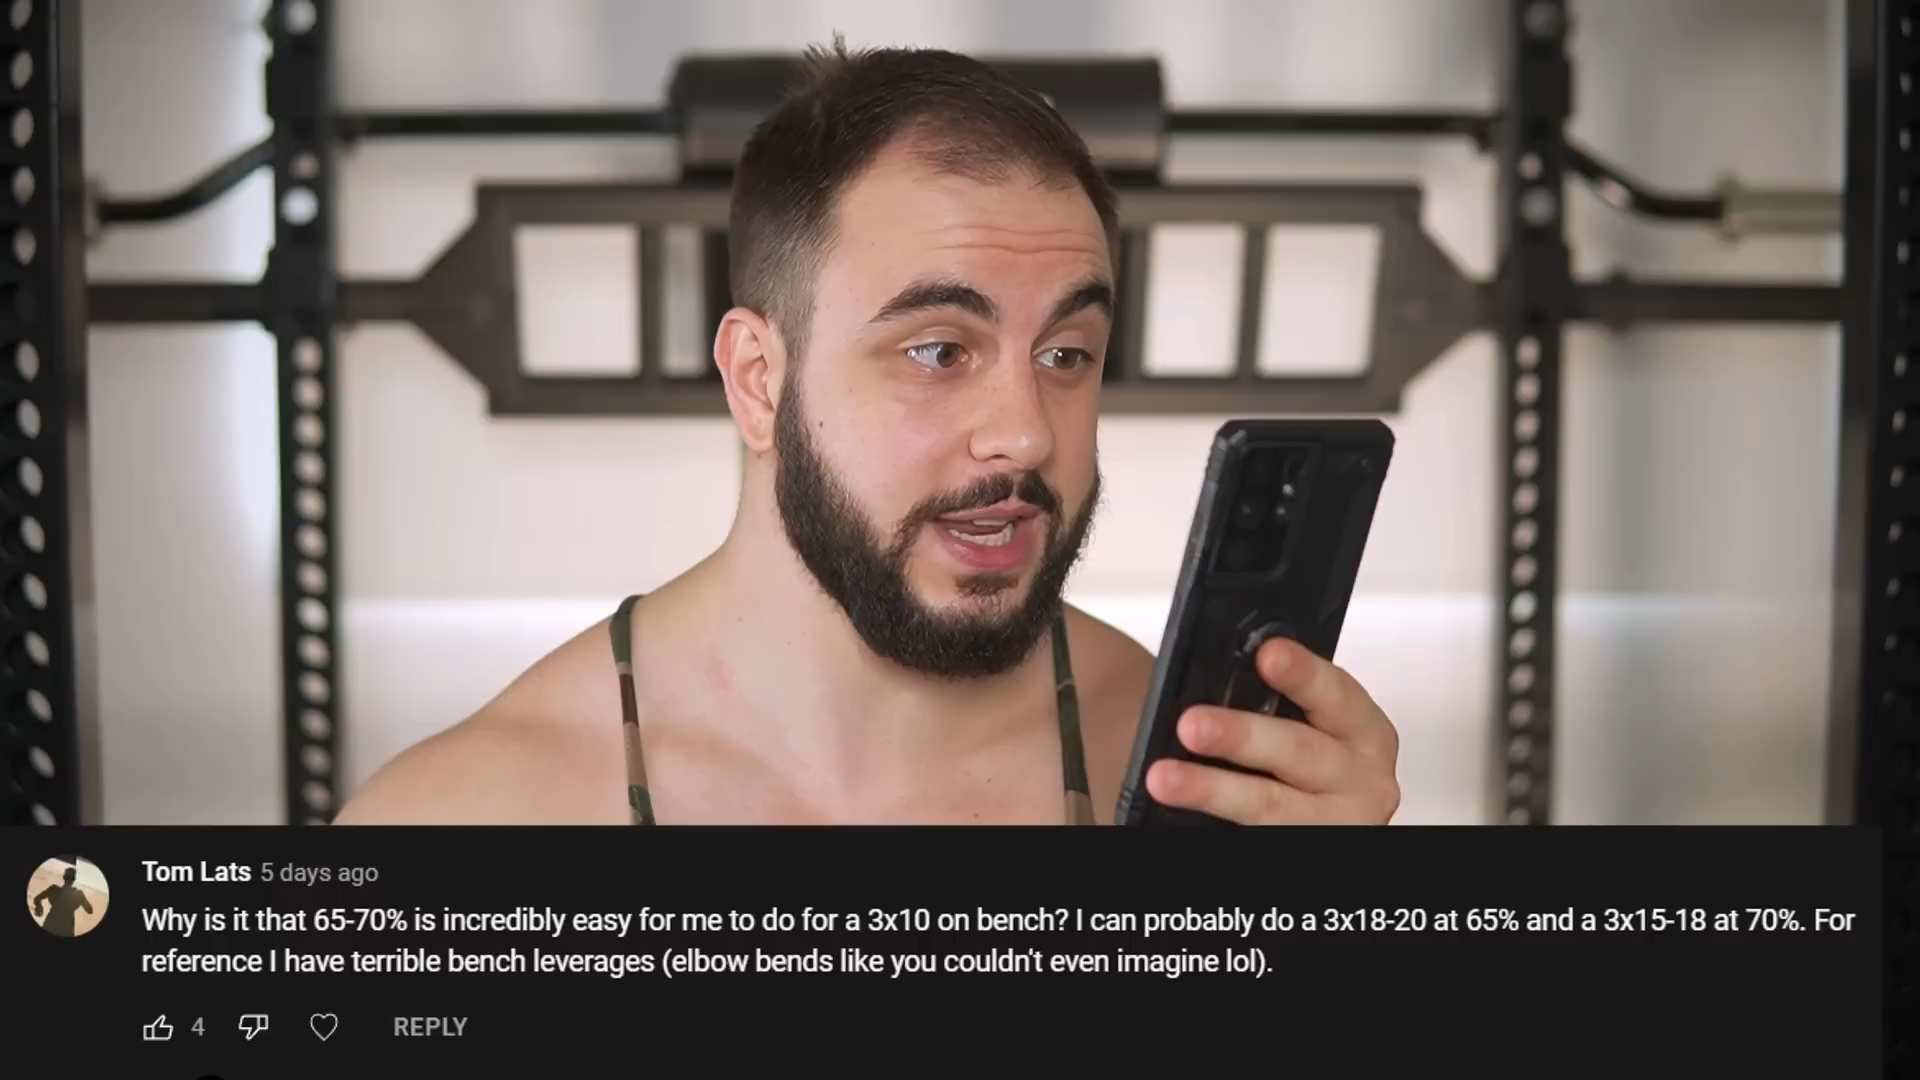 Tom Lats 5 days ago
Why is it that 65-70% is incredibly easy for me to do for a 3x10 on bench? I can probably do a 3x18-20 at 65% and a 3x15-18 at 70%. For
reference I have terrible bench leverages (elbow bends like you couldn't even imagine lol).
4 REPLY